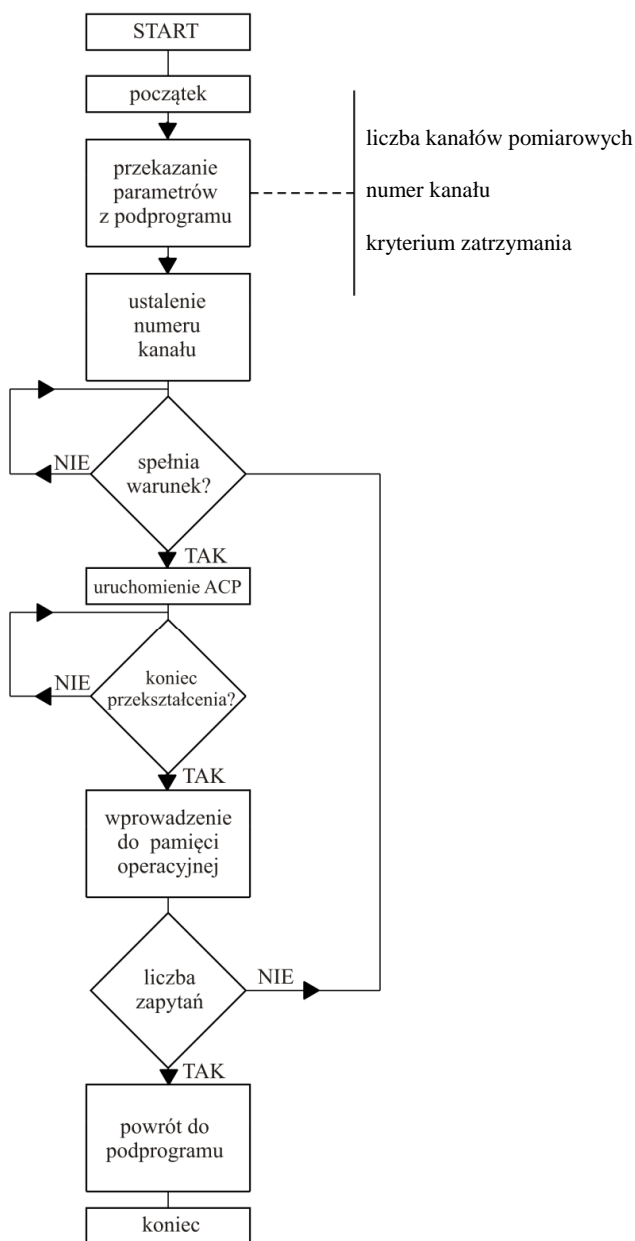 START
początek
przekazanie
parametrów
z podprogramu
liczba kanałów pomiarowych
numer kanału
kryterium zatrzymania
ustalenie
numeru
kanału
NIE
spełnia
warunek?
TAK
uruchomienie ACP
NIE
koniec
przekształcenia?
TAK
wprowadzenie
do pamięci
operacyjnej
liczba
zapytań
NIE
TAK
powrót do
podprogramu
koniec